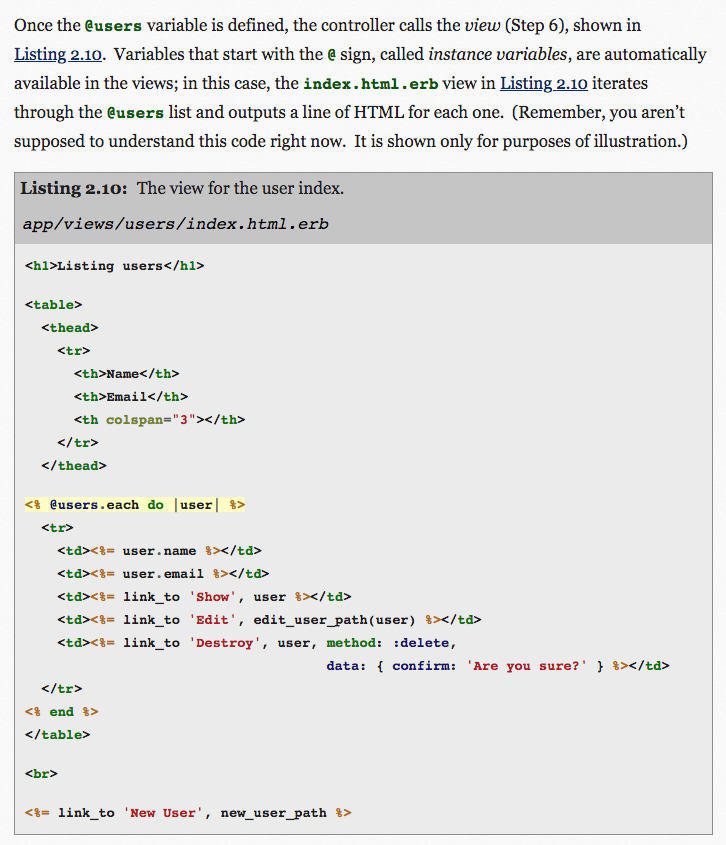 Once the @users variable is defined, the controller calls the view (Step 6), shown in
Listing 2.10. Variables that start with the @ sign, called instance variables, are automatically
available in the views; in this case, the index.html.erb view in Listing 2.10 iterates
through the @users list and outputs a line of HTML for each one. (Remember, you aren’t
supposed to understand this code right now. It is shown only for purposes of illustration.)
Listing 2.10: The view for the user index.
app/views/users/index.html.erb
<h1>Listing users</h1>
<table>
  <thead>
    <tr>
      <th>Name</th>
      <th>Email</th>
      <th colspan="3"></th>
    </tr>
  </thead>
<% @users.each do |user| %>
  <tr>
    <td><%= user.name %></td>
    <td><%= user.email %></td>
    <td><%= link_to 'Show', user %></td>
    <td><%= link_to 'Edit', edit_user_path(user) %></td>
    <td><%= link_to 'Destroy', user, method: :delete,
                                     data: { confirm: 'Are you sure?' } %></td>
  </tr>
<% end %>
</table>
<br>
<%= link_to 'New User', new_user_path %>